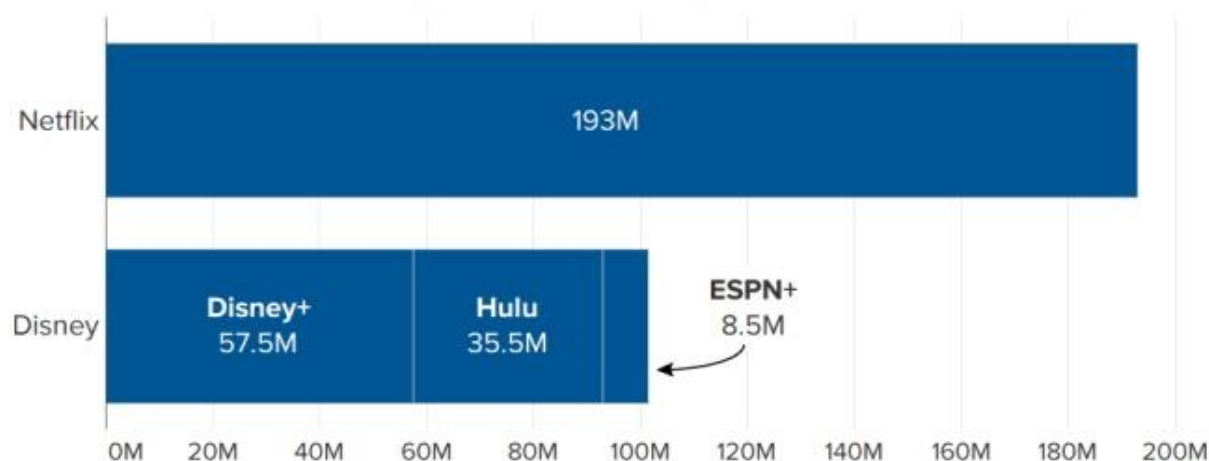 Netflix
193M
Disney
Disney+
57.5M
Hulu
35.5M
ESPN+
8.5M
0M 20M 40M 60M 80M 100M 120M 140M 160M 180M 200M